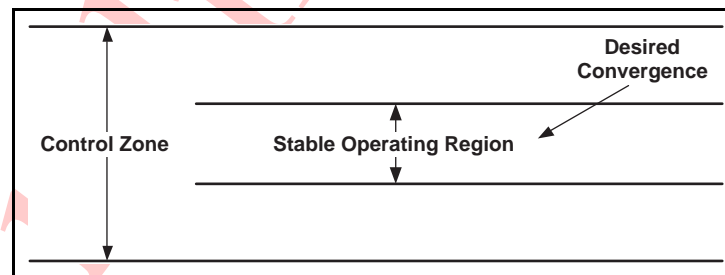 Desired
Convergence
Control Zone
Stable Operating Region